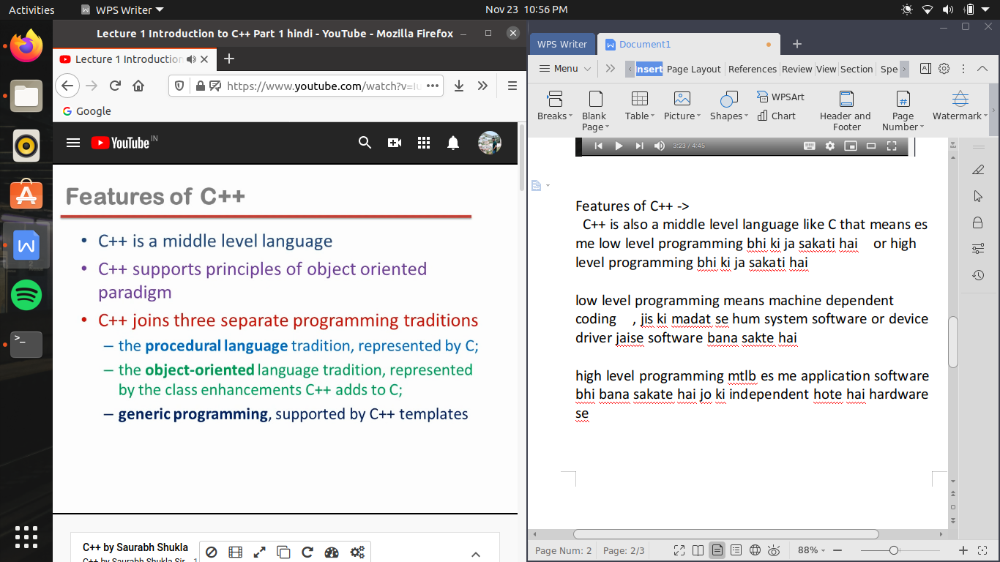 Activities
WPS Writer
Nov 23 10:56 PM
Lecture 1 Introduction to C++ Part 1 hindi - YouTube - Mozilla Firefox
Lecture 1 Introduction
https://www.youtube.com/watch?v=
Google
YouTube IN
Features of C++
• C++ is a middle level language
• C++ supports principles of object oriented
paradigm
• C++ joins three separate programming traditions
– the procedural language tradition, represented by C;
– the object-oriented language tradition, represented
by the class enhancements C++ adds to C;
– generic programming, supported by C++ templates
C++ by Saurabh Shukla
C++ by Saurabh Shukla Sir
WPS Writer
Document1
Menu
Insert Page Layout References Review View Section Spe
Breaks
Blank
Page
Table
Picture
Shapes
WPSArt
Chart
Header and
Footer
Page
Number
Watermark
3:23 / 4:45
Features of C++ ->
C++ is also a middle level language like C that means es
me low level programming bhi ki ja sakati hai or high
level programming bhi ki ja sakati hai
low level programming means machine dependent
coding , jis ki madat se hum system software or device
driver jaise software bana sakte hai
high level programming mtlb es me application software
bhi bana sakate hai jo ki independent hote hai hardware
se
Page Num: 2 Page: 2/3
88%